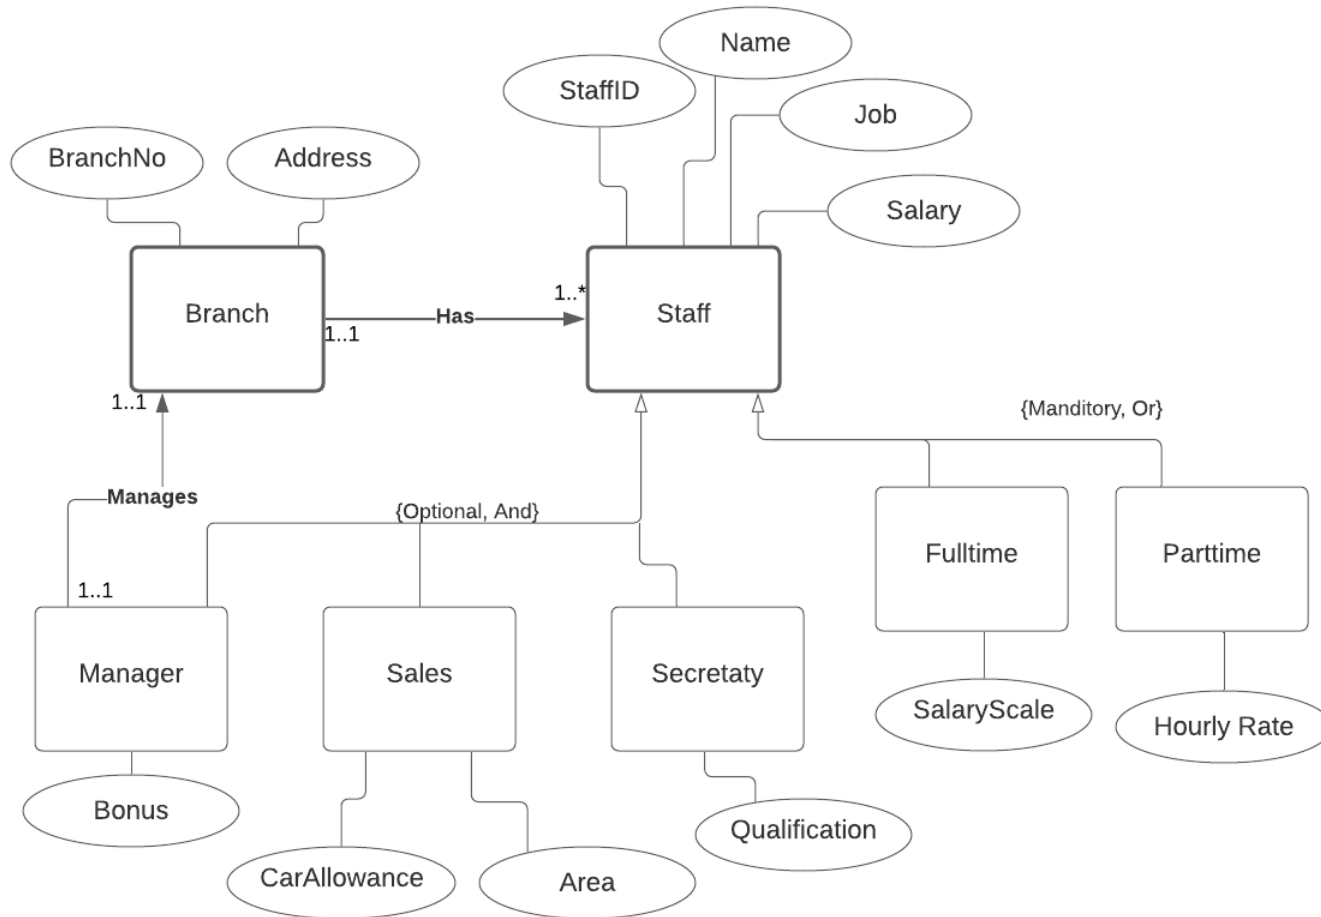 Name
StaffID
Job
BranchNo
Address
Salary
Branch
1..1
Has
1..*
Staff
1..1
Manages
1..1
{Optional, And}
{Manditory, Or}
Fulltime
Parttime
Manager
Sales
Secretaty
SalaryScale
Hourly Rate
Bonus
CarAllowance
Area
Qualification